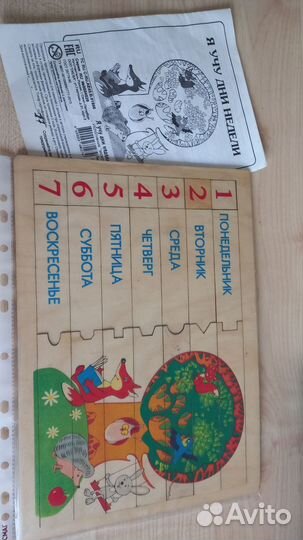 Я УЧУ ДНИ НЕДЕЛИ
1 ПОНЕДЕЛЬНИК
2 ВТОРНИК
3 СРЕДА
4 ЧЕТВЕРГ
5 ПЯТНИЦА
6 СУББОТА
7 ВОСКРЕСЕНЬЕ
Avito